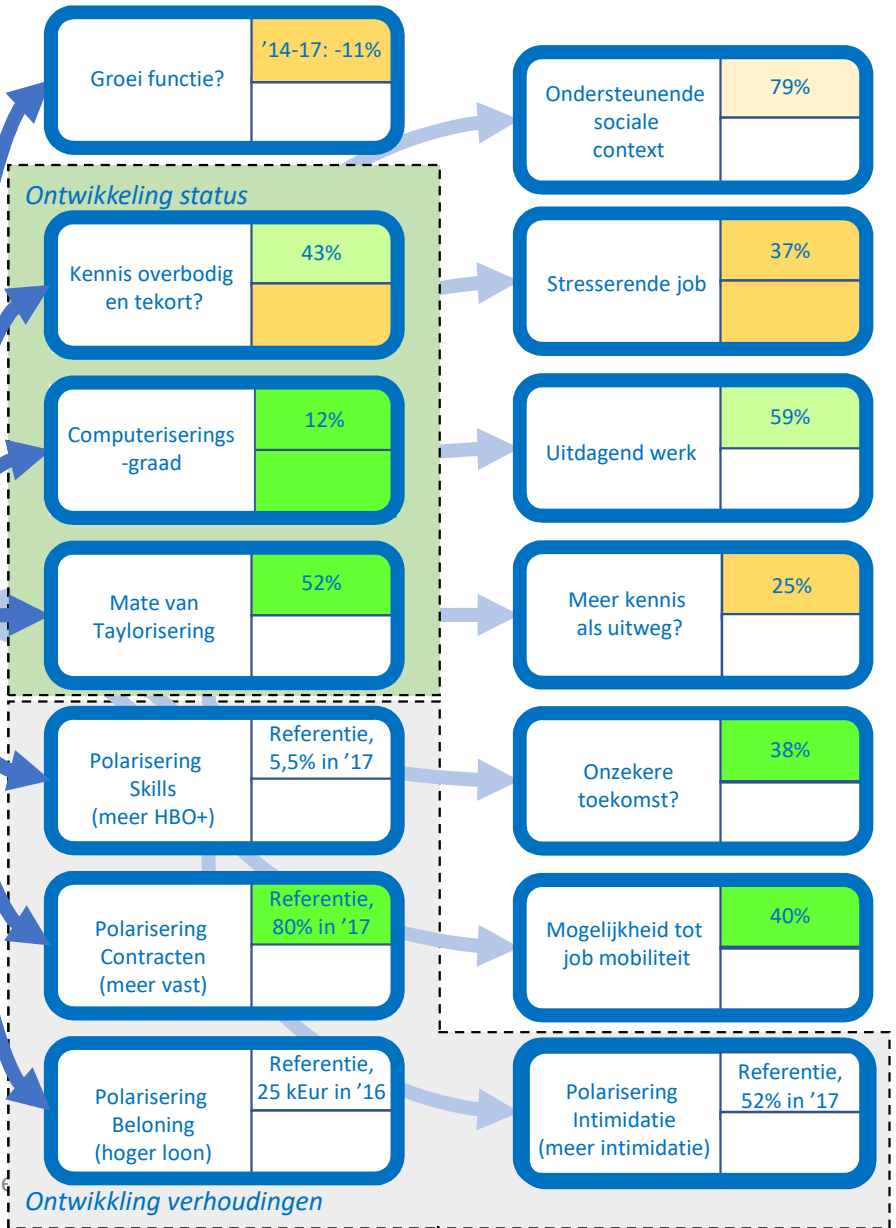 Groei functie?
’14-17: -11%
Ontwikkeling status
Kennis overbodig
en tekort?
43%
Computeriserings
-graad
12%
Mate van
Taylorisering
52%
Polarisering
Skills
(meer HBO+)
Referentie,
5,5% in ’17
Polarisering
Contracten
(meer vast)
Referentie,
80% in ’17
Polarisering
Beloning
(hoger loon)
Referentie,
25 kEur in ’16
Ondersteunende
sociale
context
79%
Stresserende job
37%
Uitdagend werk
59%
Meer kennis
als uitweg?
25%
Onzekere
toekomst?
38%
Mogelijkheid tot
job mobiliteit
40%
Polarisering
Intimidatie
(meer intimidatie)
Referentie,
52% in ’17
Ontwikkling verhoudingen